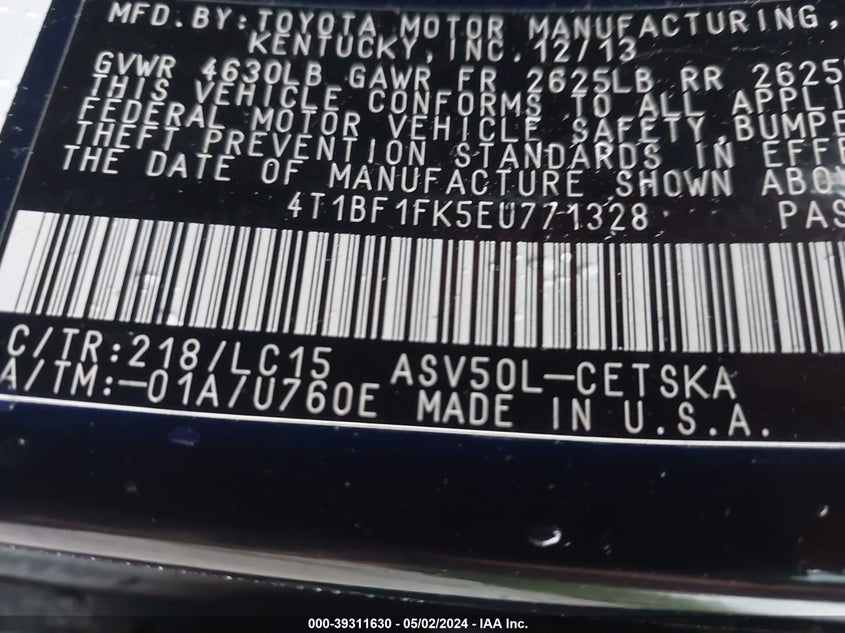 MFD.BY:TOYOTA MOTOR MANUFACTURING,
KENTUCKY,INC.12/13
GVWR 4630LB GAWR FR 2625LB RR 2625
THIS VEHICLE CONFORMS TO ALL APPLI
FEDERAL MOTOR VEHICLE SAFETY,BUMPE
THEFT PREVENTION STANDARDS IN EFFE
THE DATE OF MANUFACTURE SHOWN ABO
4T1BF1FK5EU771328 PAS
C/TR:218/LC15 ASV50L-CETSKA
A/TM:-01A/U760E MADE IN U.S.A.
000-39311630 - 05/02/2024 - IAA Inc.